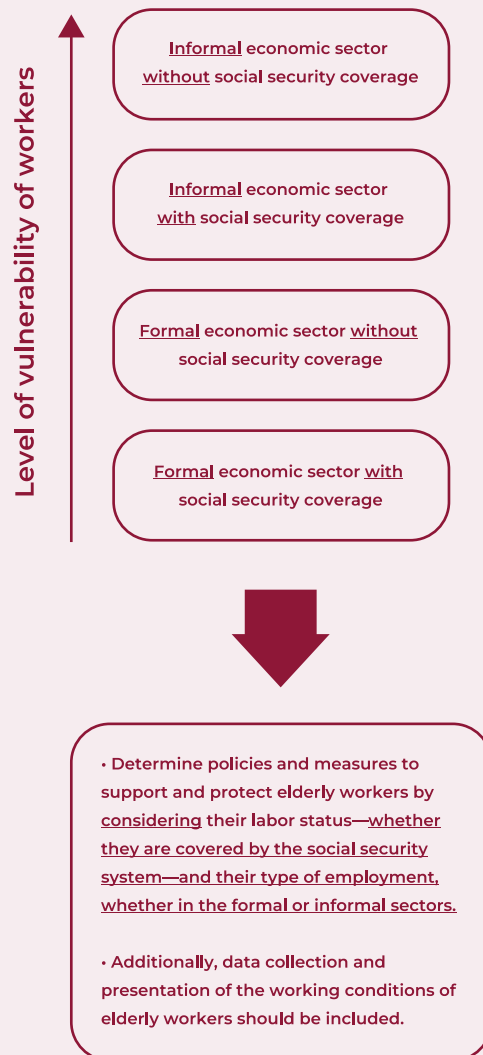 Level of vulnerability of workers
Informal economic sector
without social security coverage
Informal economic sector
with social security coverage
Formal economic sector without
social security coverage
Formal economic sector with
social security coverage
• Determine policies and measures to
support and protect elderly workers by
considering their labor status—whether
they are covered by the social security
system—and their type of employment,
whether in the formal or informal sectors.
• Additionally, data collection and
presentation of the working conditions of
elderly workers should be included.